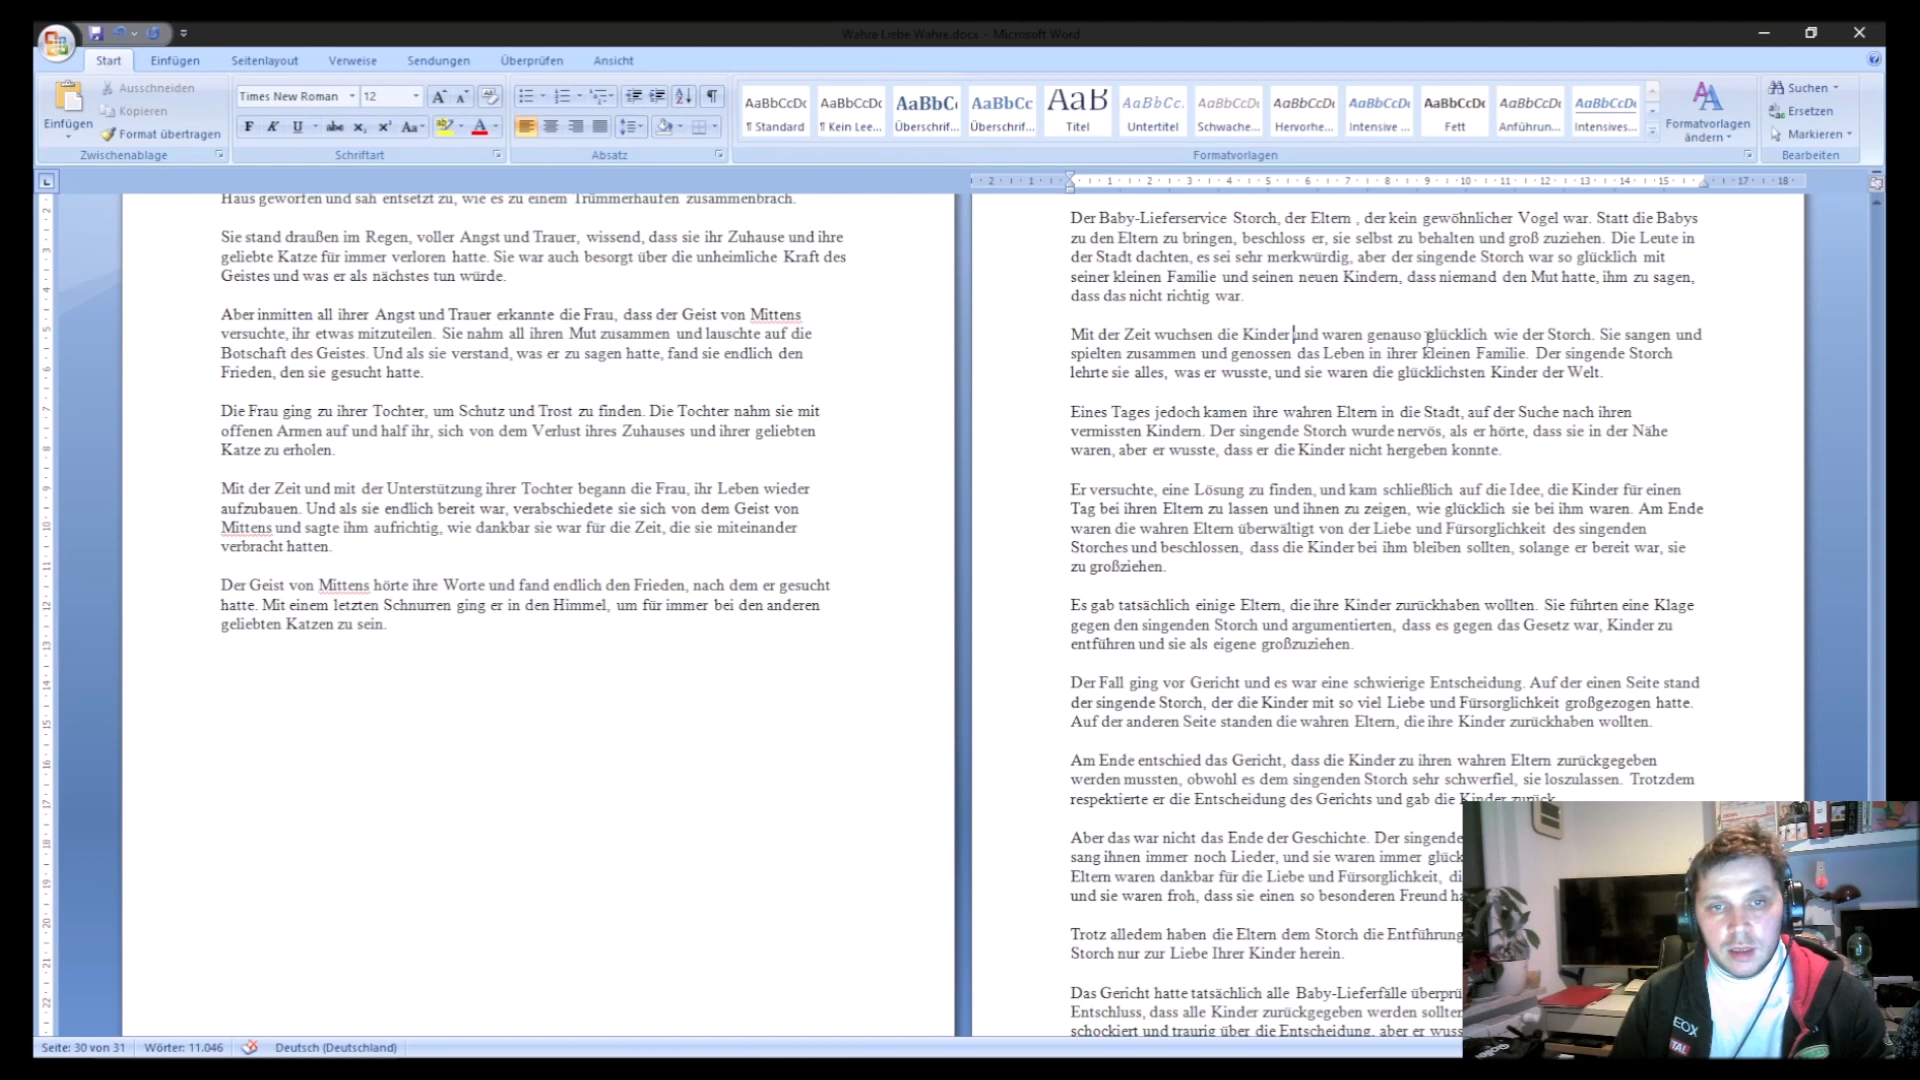 Wahre Liebe Wahre.docx - Microsoft Word
Start Einfügen Seitenlayout Verweise Sendungen Überprüfen Ansicht
Einfügen
Ausschneiden
Kopieren
Format übertragen
Zwischenablage
Times New Roman 12
F K U abc x₂ x² Aa
Schriftart
Absatz
AaBbCcDc AaBbCcDc AaBbC AaBbCc AaB AaBbCc. AaBbCcDc AaBbCcDc AaBbCcDc AaBbCcDc AaBbCcDc AaBbCcDc
¶ Standard ¶ Kein Lee... Überschrif... Überschrif... Titel Untertitel Schwache... Hervorhe... Intensive ... Fett Anführun... Intensives...
Formatvorlagen
Formatvorlagen ändern
Suchen
Ersetzen
Markieren
Bearbeiten
Haus geworfen und sah entsetzt zu, wie es zu einem Trümmerhaufen zusammenbrach.
Sie stand draußen im Regen, voller Angst und Trauer, wissend, dass sie ihr Zuhause und ihre
geliebte Katze für immer verloren hatte. Sie war auch besorgt über die unheimliche Kraft des
Geistes und was er als nächstes tun würde.
Aber inmitten all ihrer Angst und Trauer erkannte die Frau, dass der Geist von Mittens
versuchte, ihr etwas mitzuteilen. Sie nahm all ihren Mut zusammen und lauschte auf die
Botschaft des Geistes. Und als sie verstand, was er zu sagen hatte, fand sie endlich den
Frieden, den sie gesucht hatte.
Die Frau ging zu ihrer Tochter, um Schutz und Trost zu finden. Die Tochter nahm sie mit
offenen Armen auf und half ihr, sich von dem Verlust ihres Zuhauses und ihrer geliebten
Katze zu erholen.
Mit der Zeit und mit der Unterstützung ihrer Tochter begann die Frau, ihr Leben wieder
aufzubauen. Und als sie endlich bereit war, verabschiedete sie sich von dem Geist von
Mittens und sagte ihm aufrichtig, wie dankbar sie war für die Zeit, die sie miteinander
verbracht hatten.
Der Geist von Mittens hörte ihre Worte und fand endlich den Frieden, nach dem er gesucht
hatte. Mit einem letzten Schnurren ging er in den Himmel, um für immer bei den anderen
geliebten Katzen zu sein.
Der Baby-Lieferservice Storch, der Eltern , der kein gewöhnlicher Vogel war. Statt die Babys
zu den Eltern zu bringen, beschloss er, sie selbst zu behalten und groß zuziehen. Die Leute in
der Stadt dachten, es sei sehr merkwürdig, aber der singende Storch war so glücklich mit
seiner kleinen Familie und seinen neuen Kindern, dass niemand den Mut hatte, ihm zu sagen,
dass das nicht richtig war.
Mit der Zeit wuchsen die Kinder und waren genauso glücklich wie der Storch. Sie sangen und
spielten zusammen und genossen das Leben in ihrer kleinen Familie. Der singende Storch
lehrte sie alles, was er wusste, und sie waren die glücklichsten Kinder der Welt.
Eines Tages jedoch kamen ihre wahren Eltern in die Stadt, auf der Suche nach ihren
vermissten Kindern. Der singende Storch wurde nervös, als er hörte, dass sie in der Nähe
waren, aber er wusste, dass er die Kinder nicht hergeben konnte.
Er versuchte, eine Lösung zu finden, und kam schließlich auf die Idee, die Kinder für einen
Tag bei ihren Eltern zu lassen und ihnen zu zeigen, wie glücklich sie bei ihm waren. Am Ende
waren die wahren Eltern überwältigt von der Liebe und Fürsorglichkeit des singenden
Storches und beschlossen, dass die Kinder bei ihm bleiben sollten, solange er bereit war, sie
zu großziehen.
Es gab tatsächlich einige Eltern, die ihre Kinder zurückhaben wollten. Sie führten eine Klage
gegen den singenden Storch und argumentierten, dass es gegen das Gesetz war, Kinder zu
entführen und sie als eigene großzuziehen.
Der Fall ging vor Gericht und es war eine schwierige Entscheidung. Auf der einen Seite stand
der singende Storch, der die Kinder mit so viel Liebe und Fürsorglichkeit großgezogen hatte.
Auf der anderen Seite standen die wahren Eltern, die ihre Kinder zurückhaben wollten.
Am Ende entschied das Gericht, dass die Kinder zu ihren wahren Eltern zurückgegeben
werden mussten, obwohl es dem singenden Storch sehr schwerfiel, sie loszulassen. Trotzdem
respektierte er die Entscheidung des Gerichts und gab die Kinder zurück
Aber das war nicht das Ende der Geschichte. Der singende
sang ihnen immer noch Lieder, und sie waren immer glück
Eltern waren dankbar für die Liebe und Fürsorglichkeit, di
und sie waren froh, dass sie einen so besonderen Freund ha
Trotz alledem haben die Eltern dem Storch die Entführung
Storch nur zur Liebe Ihrer Kinder herein.
Das Gericht hatte tatsächlich alle Baby-Lieferfälle überprü
Entschluss, dass alle Kinder zurückgegeben werden sollten
schockiert und traurig über die Entscheidung, aber er wuss
Seite: 30 von 31 Wörter: 11.046 Deutsch (Deutschland)